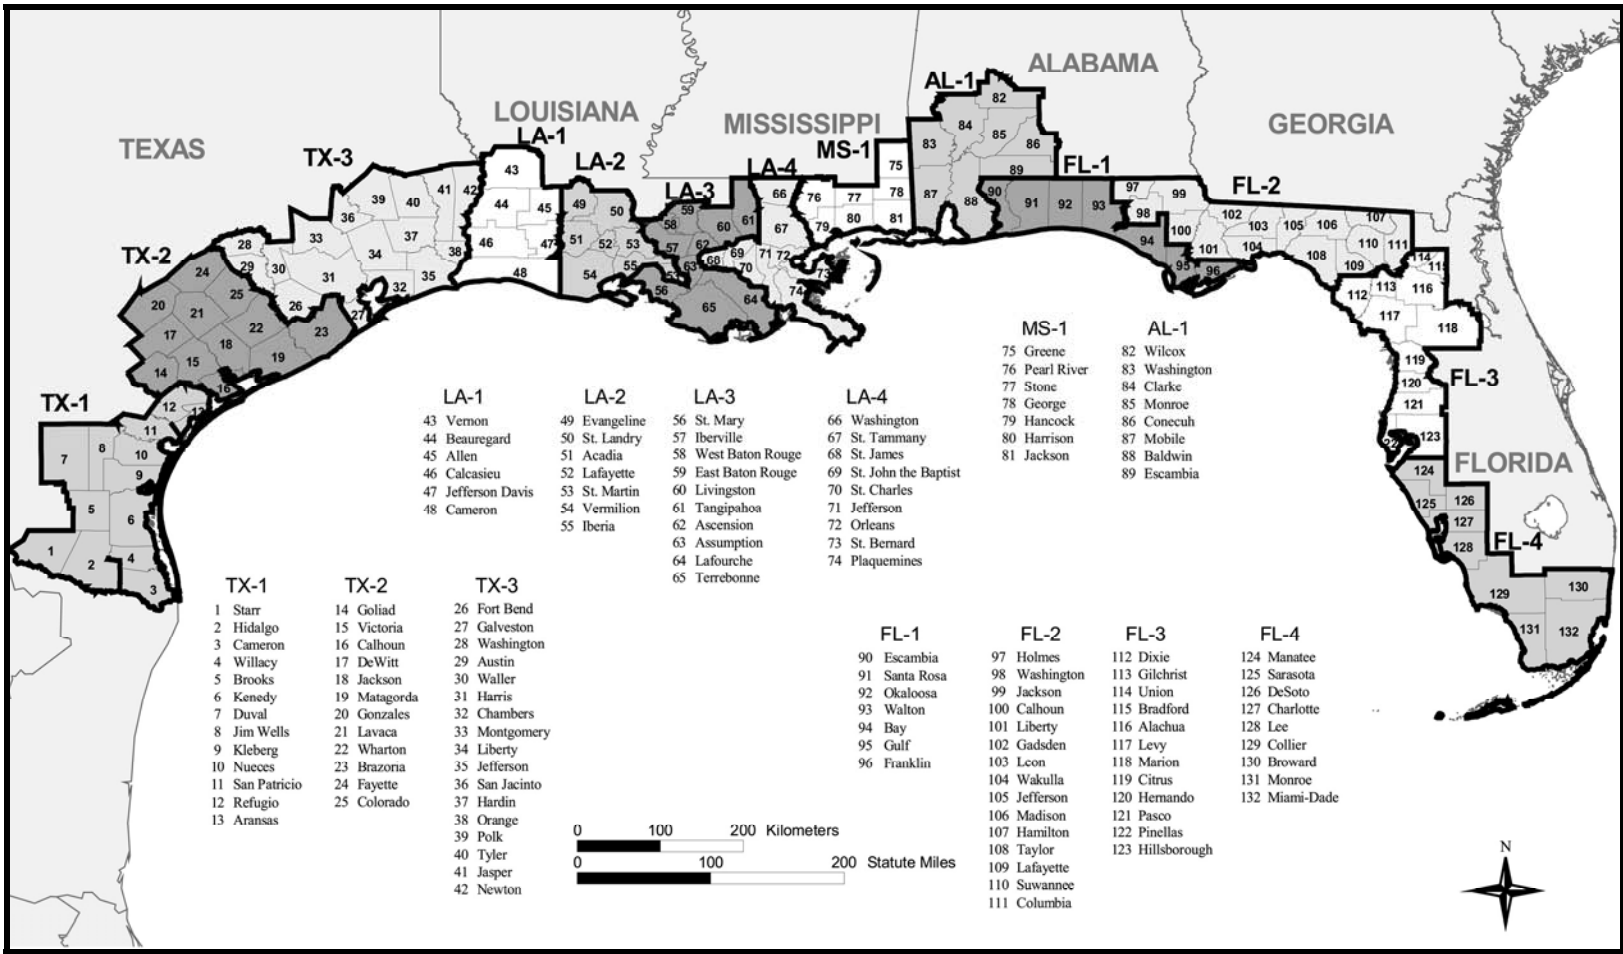 TEXAS
LOUISIANA
MISSISSIPPI
ALABAMA
GEORGIA
FLORIDA
TX-1
TX-2
TX-3
LA-1
LA-2
LA-3
LA-4
MS-1
AL-1
FL-1
FL-2
FL-3
FL-4
MS-1
75 Greene
76 Pearl River
77 Stone
78 George
79 Hancock
80 Harrison
81 Jackson
AL-1
82 Wilcox
83 Washington
84 Clarke
85 Monroe
86 Conecuh
87 Mobile
88 Baldwin
89 Escambia
LA-1
43 Vernon
44 Beauregard
45 Allen
46 Calcasieu
47 Jefferson Davis
48 Cameron
LA-2
49 Evangeline
50 St. Landry
51 Acadia
52 Lafayette
53 St. Martin
54 Vermilion
55 Iberia
LA-3
56 St. Mary
57 Iberville
58 West Baton Rouge
59 East Baton Rouge
60 Livingston
61 Tangipahoa
62 Ascension
63 Assumption
64 Lafourche
65 Terrebonne
LA-4
66 Washington
67 St. Tammany
68 St. James
69 St. John the Baptist
70 St. Charles
71 Jefferson
72 Orleans
73 St. Bernard
74 Plaquemines
TX-1
1 Starr
2 Hidalgo
3 Cameron
4 Willacy
5 Brooks
6 Kenedy
7 Duval
8 Jim Wells
9 Kleberg
10 Nueces
11 San Patricio
12 Refugio
13 Aransas
TX-2
14 Goliad
15 Victoria
16 Calhoun
17 DeWitt
18 Jackson
19 Matagorda
20 Gonzales
21 Lavaca
22 Wharton
23 Brazoria
24 Fayette
25 Colorado
TX-3
26 Fort Bend
27 Galveston
28 Washington
29 Austin
30 Waller
31 Harris
32 Chambers
33 Montgomery
34 Liberty
35 Jefferson
36 San Jacinto
37 Hardin
38 Orange
39 Polk
40 Tyler
41 Jasper
42 Newton
FL-1
90 Escambia
91 Santa Rosa
92 Okaloosa
93 Walton
94 Bay
95 Gulf
96 Franklin
FL-2
97 Holmes
98 Washington
99 Jackson
100 Calhoun
101 Liberty
102 Gadsden
103 Leon
104 Wakulla
105 Jefferson
106 Madison
107 Hamilton
108 Taylor
109 Lafayette
110 Suwannee
111 Columbia
FL-3
112 Dixie
113 Gilchrist
114 Union
115 Bradford
116 Alachua
117 Levy
118 Marion
119 Citrus
120 Hernando
121 Pasco
122 Pinellas
123 Hillsborough
FL-4
124 Manatee
125 Sarasota
126 DeSoto
127 Charlotte
128 Lee
129 Collier
130 Broward
131 Monroe
132 Miami-Dade
0 100 200 Kilometers
0 100 200 Statute Miles
N